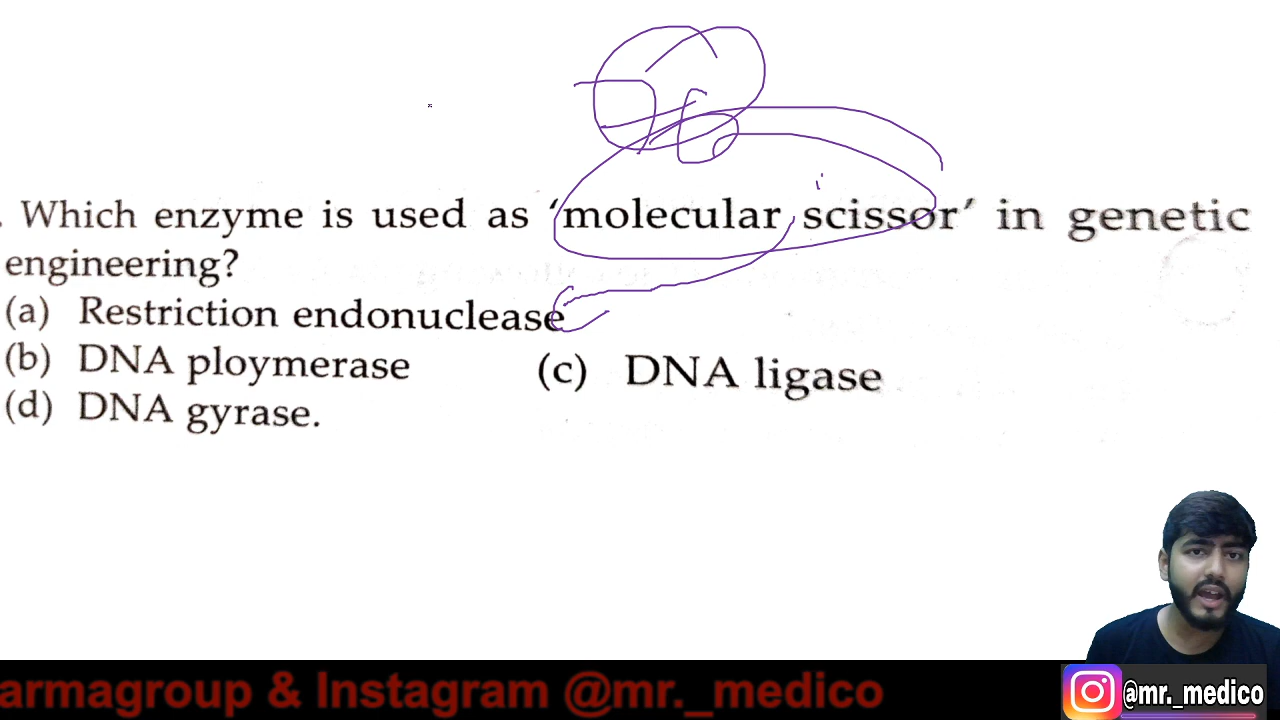 . Which enzyme is used as ‘molecular scissor’ in genetic
engineering?
(a) Restriction endonuclease
(b) DNA ploymerase (c) DNA ligase
(d) DNA gyrase.
armagroup & Instagram @mr._medico
@mr._medico